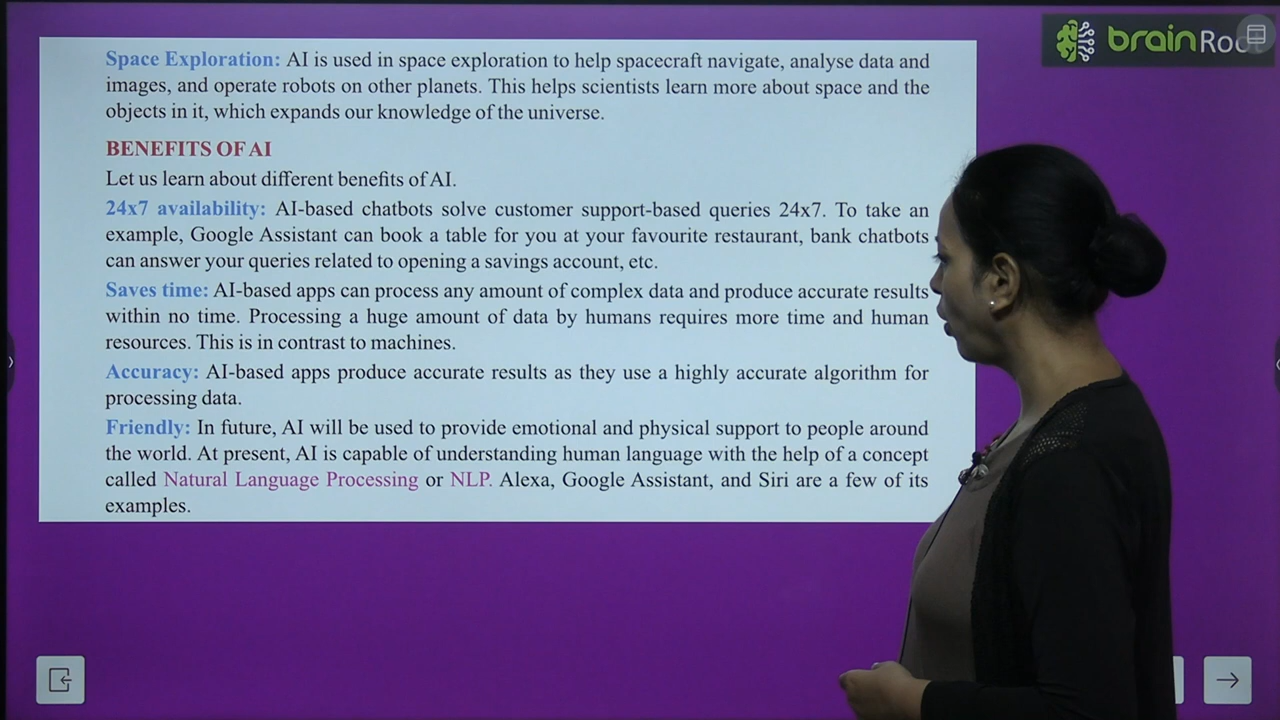 brainRoo
Space Exploration: AI is used in space exploration to help spacecraft navigate, analyse data and
images, and operate robots on other planets. This helps scientists learn more about space and the
objects in it, which expands our knowledge of the universe.
BENEFITS OF AI
Let us learn about different benefits of AI.
24x7 availability: AI-based chatbots solve customer support-based queries 24x7. To take an
example, Google Assistant can book a table for you at your favourite restaurant, bank chatbots
can answer your queries related to opening a savings account, etc.
Saves time: AI-based apps can process any amount of complex data and produce accurate results
within no time. Processing a huge amount of data by humans requires more time and human
resources. This is in contrast to machines.
Accuracy: AI-based apps produce accurate results as they use a highly accurate algorithm for
processing data.
Friendly: In future, AI will be used to provide emotional and physical support to people around
the world. At present, AI is capable of understanding human language with the help of a concept
called Natural Language Processing or NLP. Alexa, Google Assistant, and Siri are a few of its
examples.